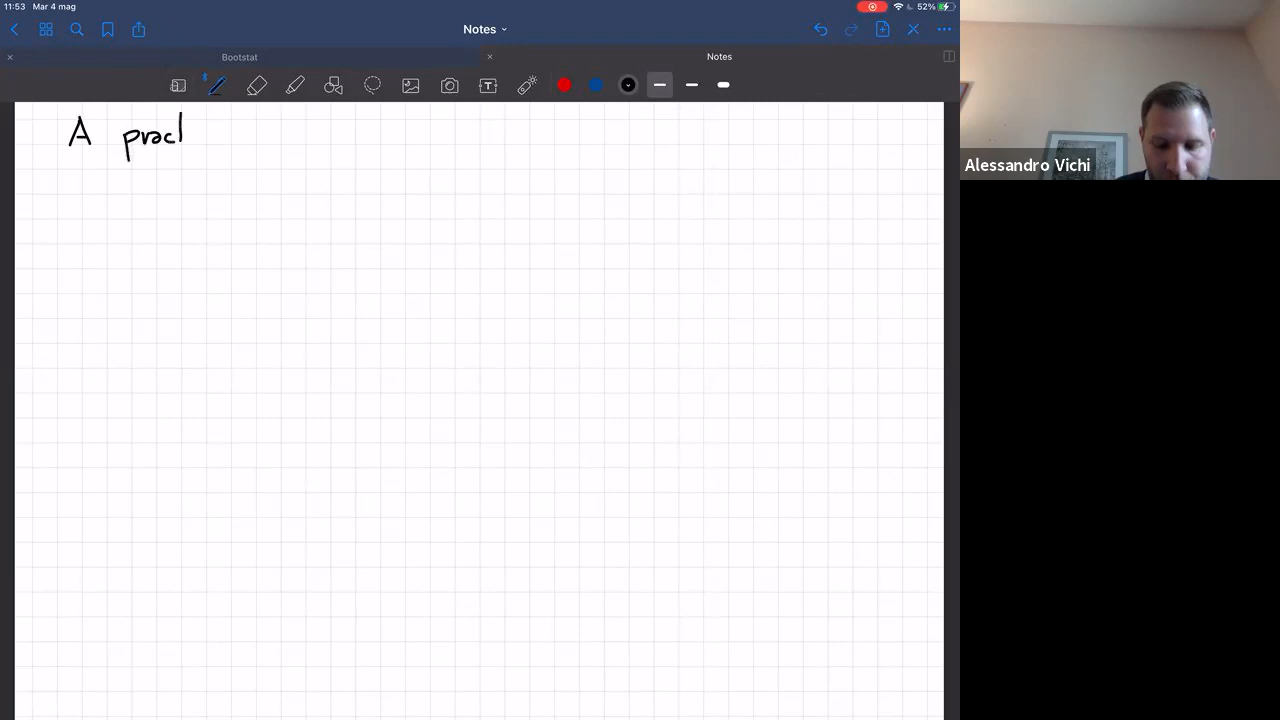 11:53 Mar 4 mag
52%
Notes
Bootstat
Notes
T
A pracl
Alessandro Vichi